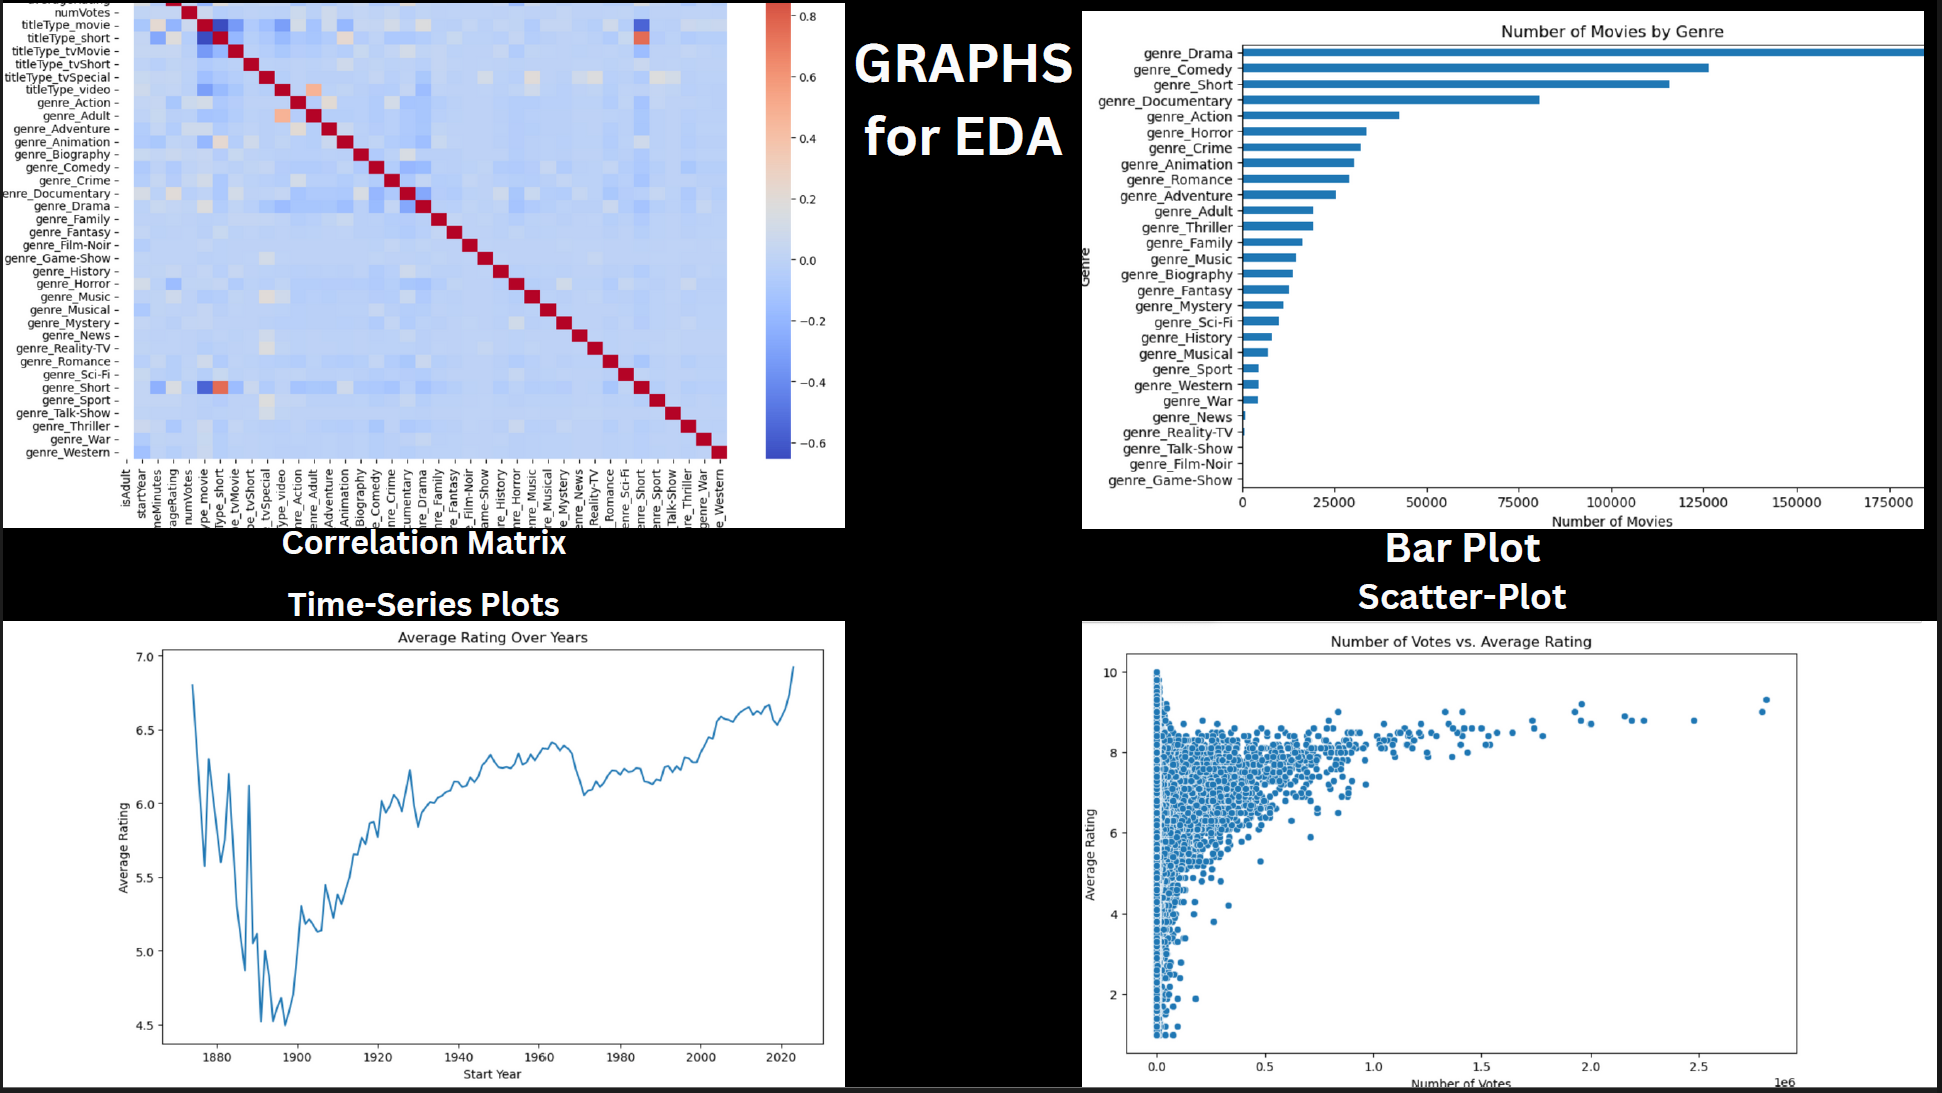 numVotes
titleType_movie
titleType_short
titleType_tvMovie
titleType_tvShort
titleType_tvSpecial
titleType_video
genre_Action
genre_Adult
genre_Adventure
genre_Animation
genre_Biography
genre_Comedy
genre_Crime
enre_Documentary
genre_Drama
genre_Family
genre_Fantasy
genre_Film-Noir
genre_Game-Show
genre_History
genre_Horror
genre_Music
genre_Musical
genre_Mystery
genre_News
genre_Reality-TV
genre_Romance
genre_Sci-Fi
genre_Short
genre_Sport
genre_Talk-Show
genre_Thriller
genre_War
genre_Western
isAdult
startYear
meMinutes
ageRating
numVotes
ype_movie
Type_short
e_tvMovie
pe_tvShort
_tvSpecial
ype_video
nre_Action
enre_Adult
Adventure
Animation
Biography
e_Comedy
nre_Crime
cumentary
nre_Drama
re_Family
e_Fantasy
_Film-Noir
ame-Show
re_History
re_Horror
nre_Music
e_Musical
e_Mystery
nre_News
Reality-TV
_Romance
re_Sci-Fi
enre_Short
nre_Sport
Talk-Show
re_Thriller
genre_War
e_Western
0.8
0.6
0.4
0.2
0.0
−0.2
−0.4
−0.6
GRAPHS
for EDA
Number of Movies by Genre
Genre
genre_Drama
genre_Comedy
genre_Short
genre_Documentary
genre_Action
genre_Horror
genre_Crime
genre_Animation
genre_Romance
genre_Adventure
genre_Adult
genre_Thriller
genre_Family
genre_Music
genre_Biography
genre_Fantasy
genre_Mystery
genre_Sci-Fi
genre_History
genre_Musical
genre_Sport
genre_Western
genre_War
genre_News
genre_Reality-TV
genre_Talk-Show
genre_Film-Noir
genre_Game-Show
0 25000 50000 75000 100000 125000 150000 175000
Number of Movies
Correlation Matrix
Bar Plot
Time-Series Plots
Scatter-Plot
Average Rating Over Years
Average Rating
7.0
6.5
6.0
5.5
5.0
4.5
1880 1900 1920 1940 1960 1980 2000 2020
Start Year
Number of Votes vs. Average Rating
Average Rating
10
8
6
4
2
0.0 0.5 1.0 1.5 2.0 2.5
1e6
Number of Votes